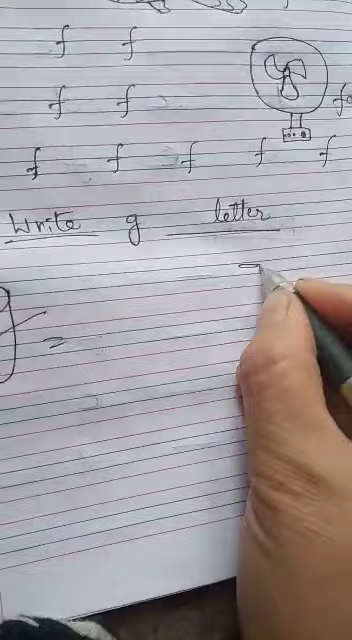 f f
f f
f f f f f
Write g letter
g =